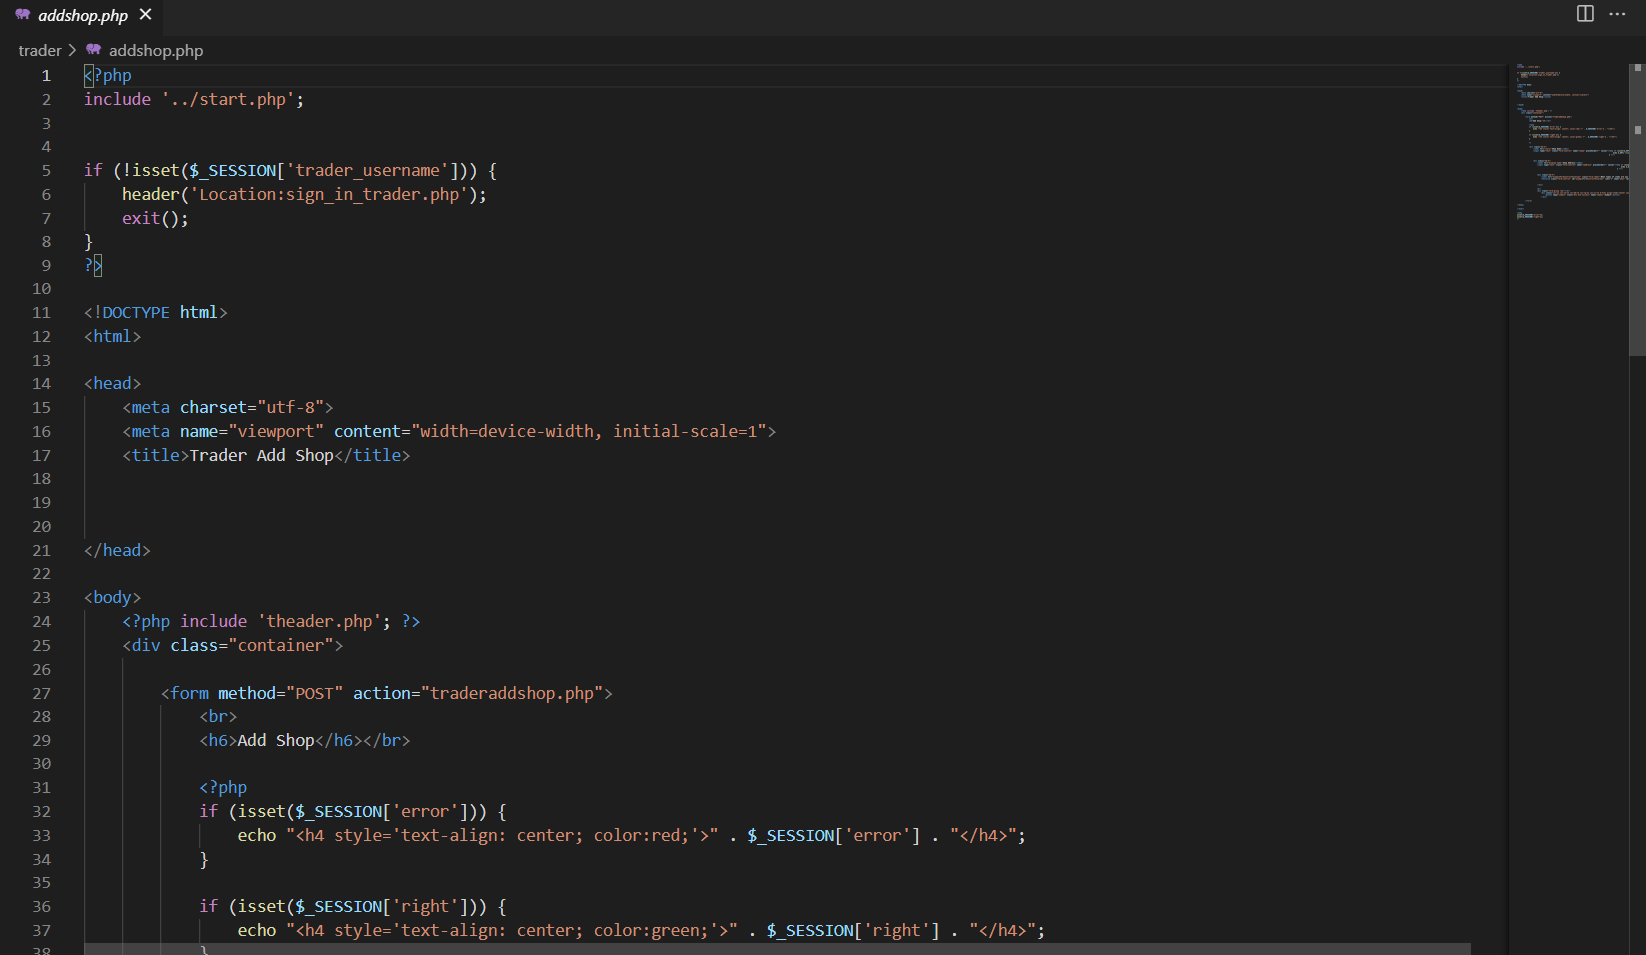 addshop.php
trader > addshop.php
1 <?php
2 include '../start.php';
3
4
5 if (!isset($_SESSION['trader_username'])) {
6     header('Location:sign_in_trader.php');
7     exit();
8 }
9 ?>
10
11 <!DOCTYPE html>
12 <html>
13
14 <head>
15     <meta charset="utf-8">
16     <meta name="viewport" content="width=device-width, initial-scale=1">
17     <title>Trader Add Shop</title>
18
19
20
21 </head>
22
23 <body>
24     <?php include 'theader.php'; ?>
25     <div class="container">
26
27         <form method="POST" action="traderaddshop.php">
28             <br>
29             <h6>Add Shop</h6></br>
30
31             <?php
32             if (isset($_SESSION['error'])) {
33                 echo "<h4 style='text-align: center; color:red;'>" . $_SESSION['error'] . "</h4>";
34             }
35
36             if (isset($_SESSION['right'])) {
37                 echo "<h4 style='text-align: center; color:green;'>" . $_SESSION['right'] . "</h4>";
38             }